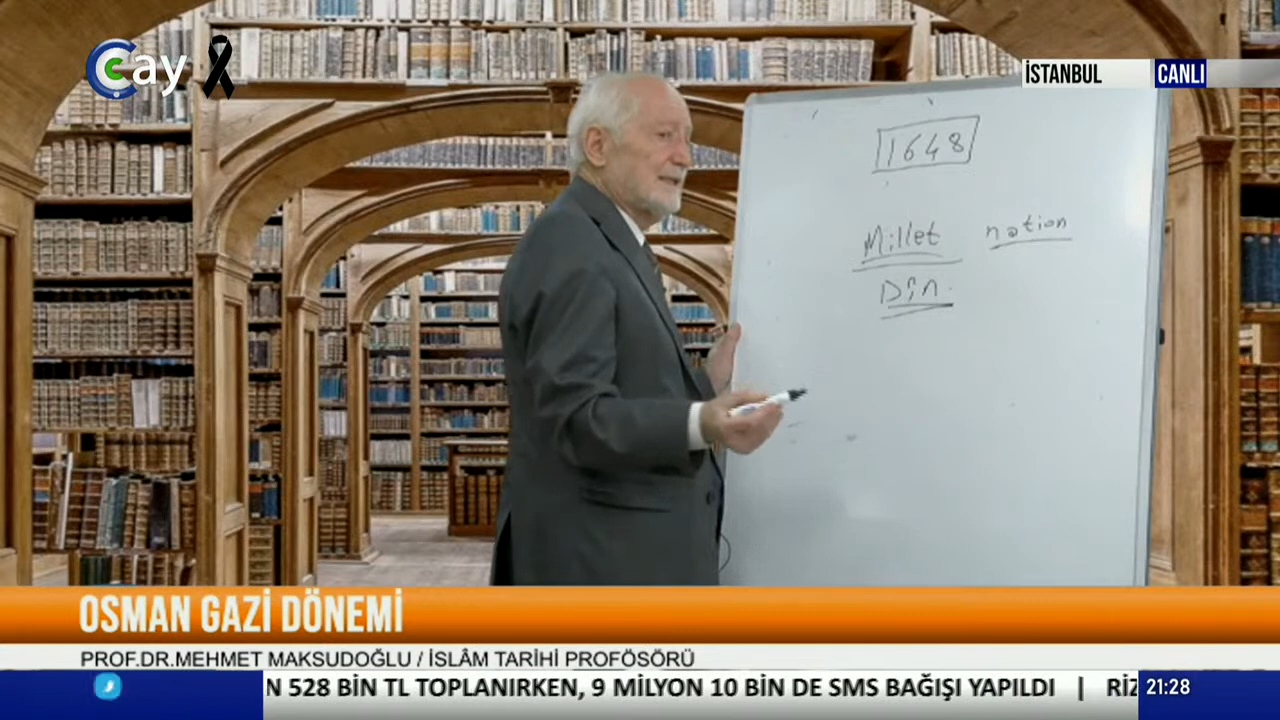 Çay
İSTANBUL CANLI
1648
Millet nation
Din.
OSMAN GAZİ DÖNEMİ
PROF.DR.MEHMET MAKSUDOĞLU / İSLÂM TARİHİ PROFÖSÖRÜ
N 528 BİN TL TOPLANIRKEN, 9 MİLYON 10 BİN DE SMS BAĞIŞI YAPILDI | RİZ 21:28